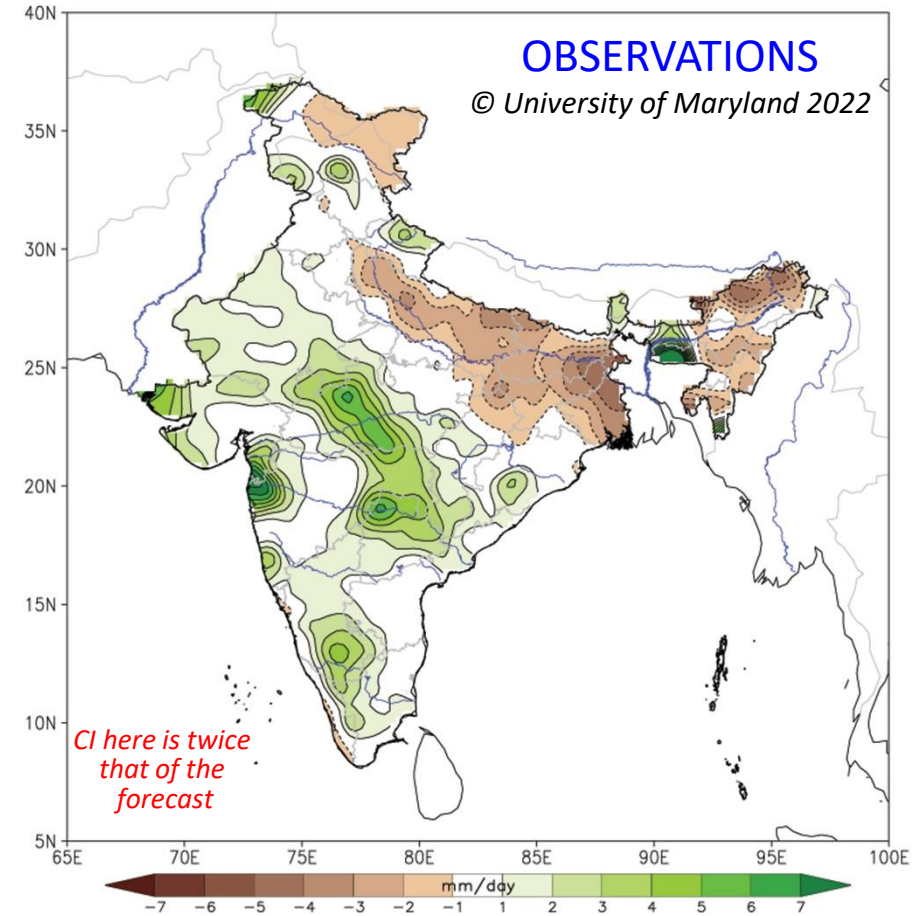 40N
OBSERVATIONS
© University of Maryland 2022
35N
30N
25N
20N
15N
10N
CI here is twice
that of the
forecast
5N
65E 70E 75E 80E 85E 90E 95E 100E
mm/day
-7 -6 -5 -4 -3 -2 -1 1 2 3 4 5 6 7